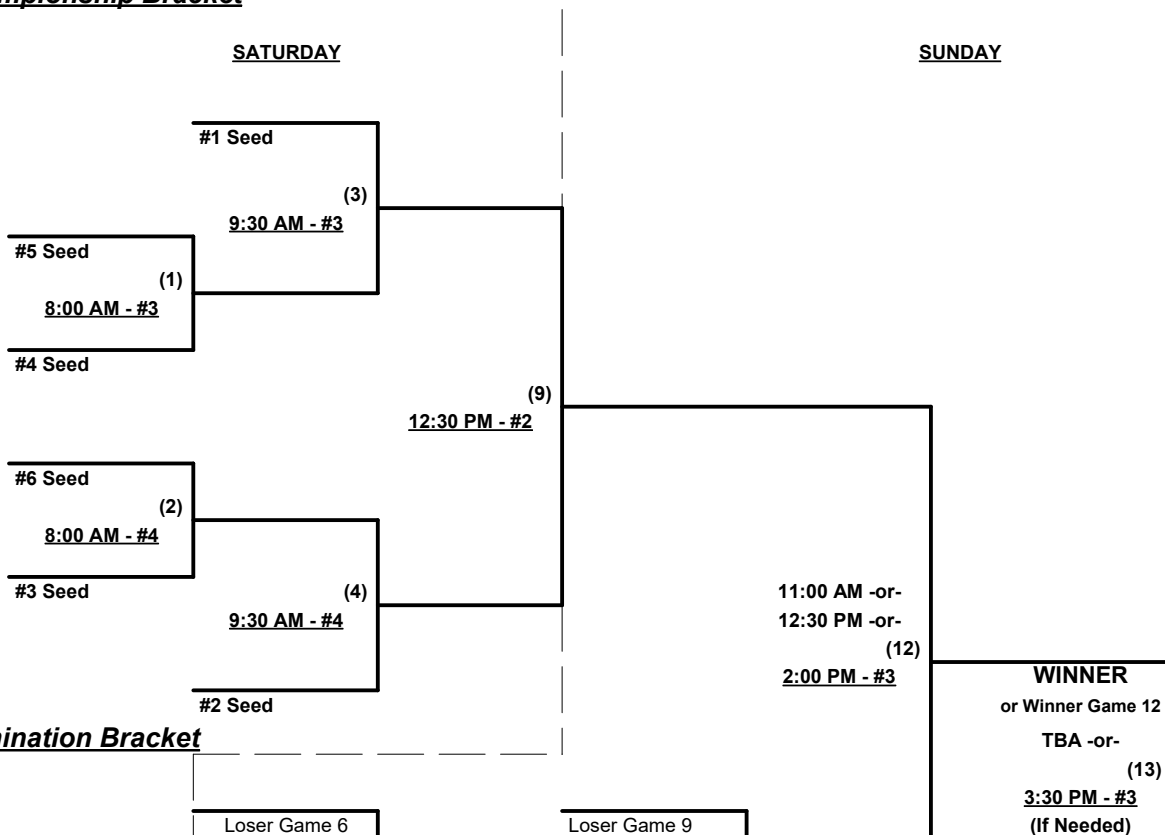 Bracket
SATURDAY
SUNDAY
#1 Seed
(3)
9:30 AM - #3
#5 Seed
(1)
8:00 AM - #3
#4 Seed
(9)
12:30 PM - #2
#6 Seed
(2)
8:00 AM - #4
#3 Seed
(4)
9:30 AM - #4
11:00 AM -or-
12:30 PM -or-
(12)
2:00 PM - #3
#2 Seed
WINNER
or Winner Game 12
TBA -or-
(13)
3:30 PM - #3
(If Needed)
Bracket
Loser Game 6
Loser Game 9